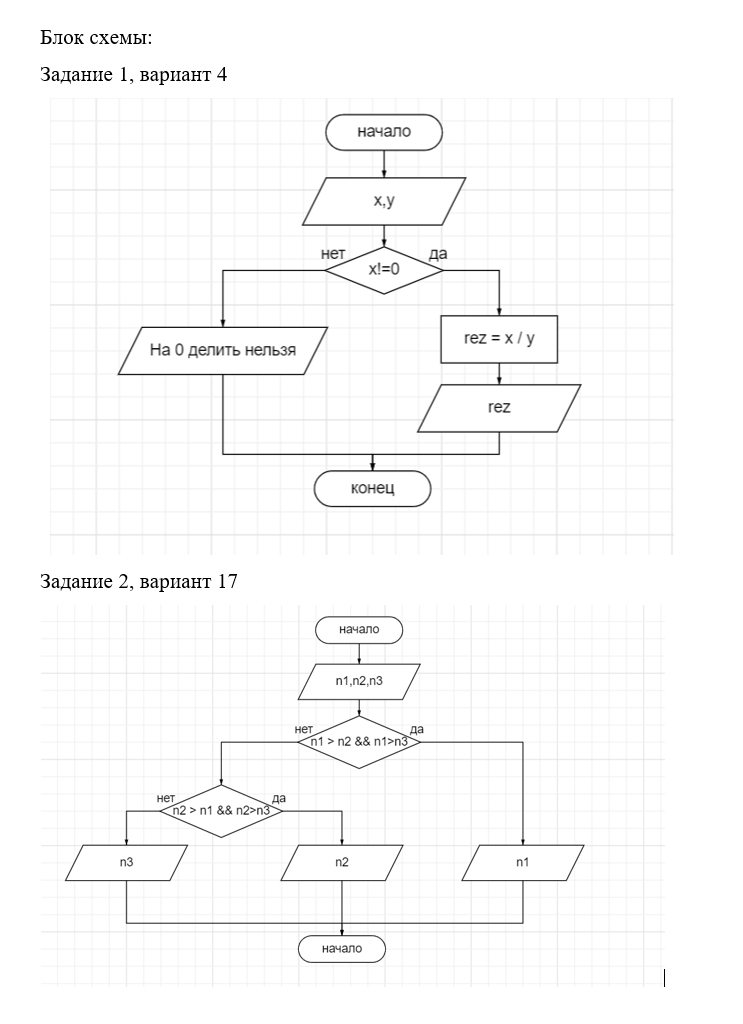 Блок схемы:
Задание 1, вариант 4
начало
x,y
нет
да
x!=0
На 0 делить нельзя
rez = x / y
rez
конец
Задание 2, вариант 17
начало
n1,n2,n3
нет
да
n1 > n2 && n1>n3
нет
да
n2 > n1 && n2>n3
n3
n2
n1
начало